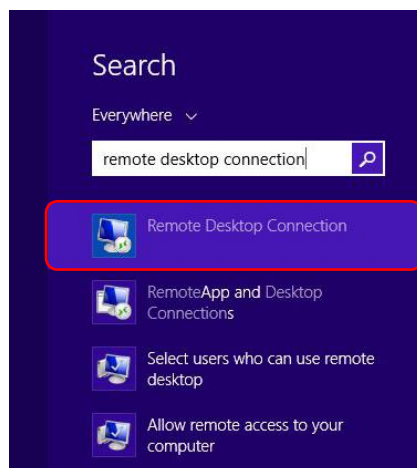 Search
Everywhere
remote desktop connection
Remote Desktop Connection
RemoteApp and Desktop
Connections
Select users who can use remote
desktop
Allow remote access to your
computer